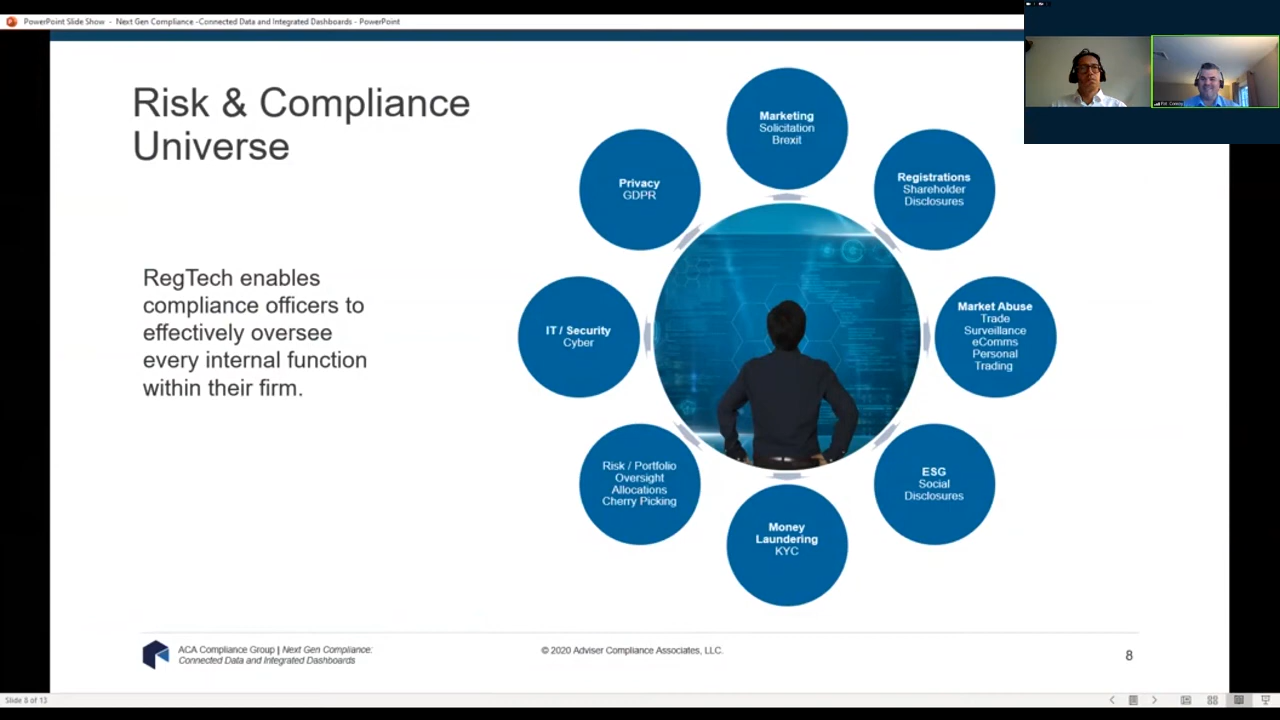 PowerPoint Slide Show - Next Gen Compliance -Connected Data and Integrated Dashboards - PowerPoint
Risk & Compliance
Universe
RegTech enables
compliance officers to
effectively oversee
every internal function
within their firm.
Marketing
Solicitation
Brexit
Registrations
Shareholder
Disclosures
Market Abuse
Trade
Surveillance
eComms
Personal
Trading
ESG
Social
Disclosures
Money
Laundering
KYC
Risk / Portfolio
Oversight
Allocations
Cherry Picking
IT / Security
Cyber
Privacy
GDPR
ACA Compliance Group | Next Gen Compliance:
Connected Data and Integrated Dashboards
© 2020 Adviser Compliance Associates, LLC.
8
Slide 8 of 13